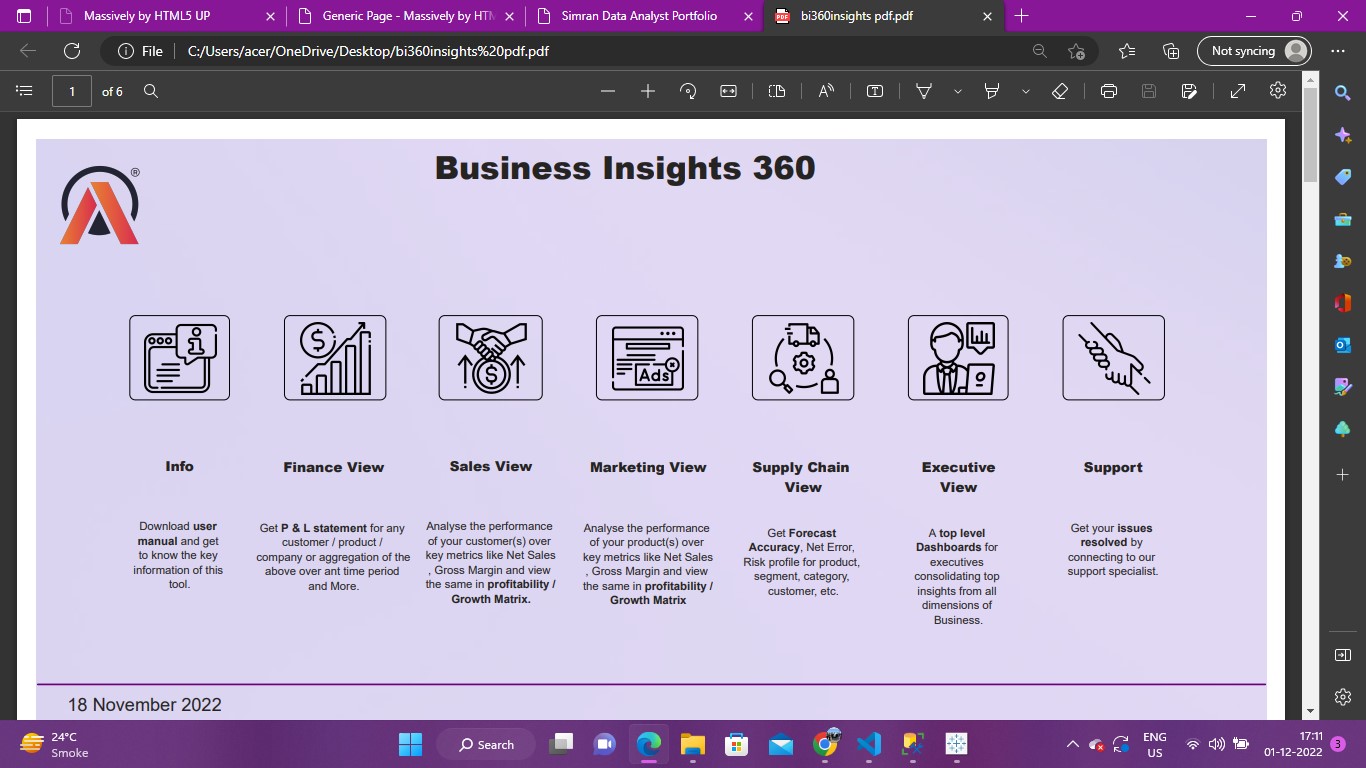 Massively by HTML5 UP
Generic Page - Massively by HTM
Simran Data Analyst Portfolio
PDF
bi360insights pdf.pdf
File
C:/Users/acer/OneDrive/Desktop/bi360insights%20pdf.pdf
Not syncing
1 of 6
Business Insights 360
®
$
$
Ads
Info
Finance View
Sales View
Marketing View
Supply Chain
View
Executive
View
Support
Download user
manual and get
to know the key
information of this
tool.
Get P & L statement for any
customer / product /
company or aggregation of the
above over ant time period
and More.
Analyse the performance
of your customer(s) over
key metrics like Net Sales
, Gross Margin and view
the same in profitability /
Growth Matrix.
Analyse the performance
of your product(s) over
key metrics like Net Sales
, Gross Margin and view
the same in profitability /
Growth Matrix
Get Forecast
Accuracy, Net Error,
Risk profile for product,
segment, category,
customer, etc.
A top level
Dashboards for
executives
consolidating top
insights from all
dimensions of
Business.
Get your issues
resolved by
connecting to our
support specialist.
18 November 2022
24°C
Smoke
Search
ENG
US
17:11
01-12-2022
3